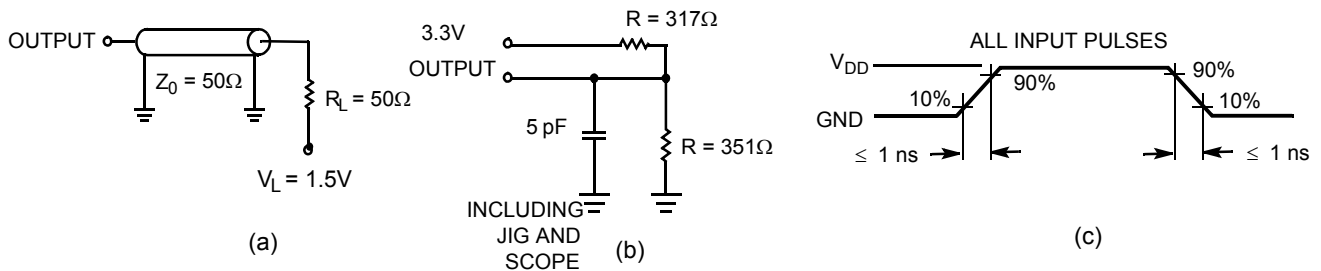 OUTPUT
Z0 = 50Ω
RL = 50Ω
VL = 1.5V
(a)
R = 317Ω
3.3V
OUTPUT
5 pF
R = 351Ω
INCLUDING
JIG AND
SCOPE
(b)
ALL INPUT PULSES
VDD
90%
90%
10%
10%
GND
≤ 1 ns
≤ 1 ns
(c)